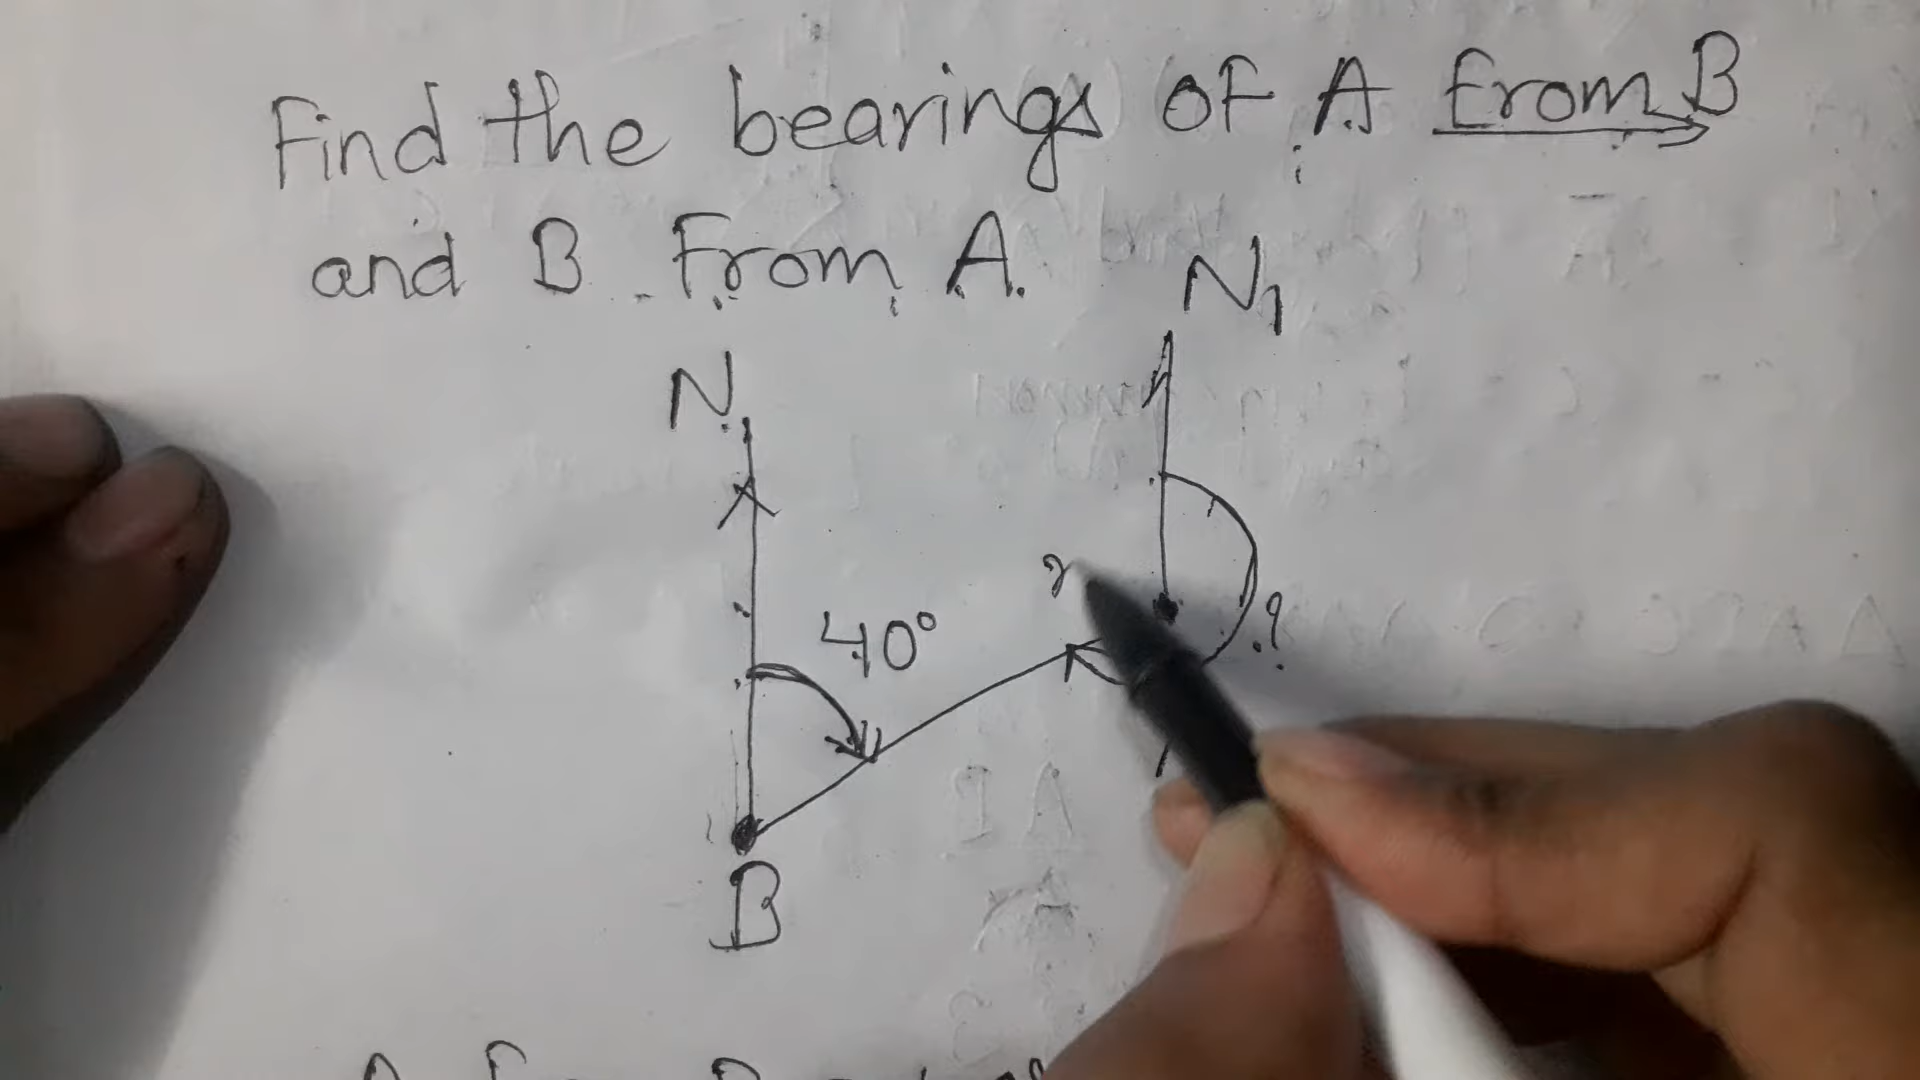 Find the bearings of A from B
and B from A.
N1
N
40°
?
B